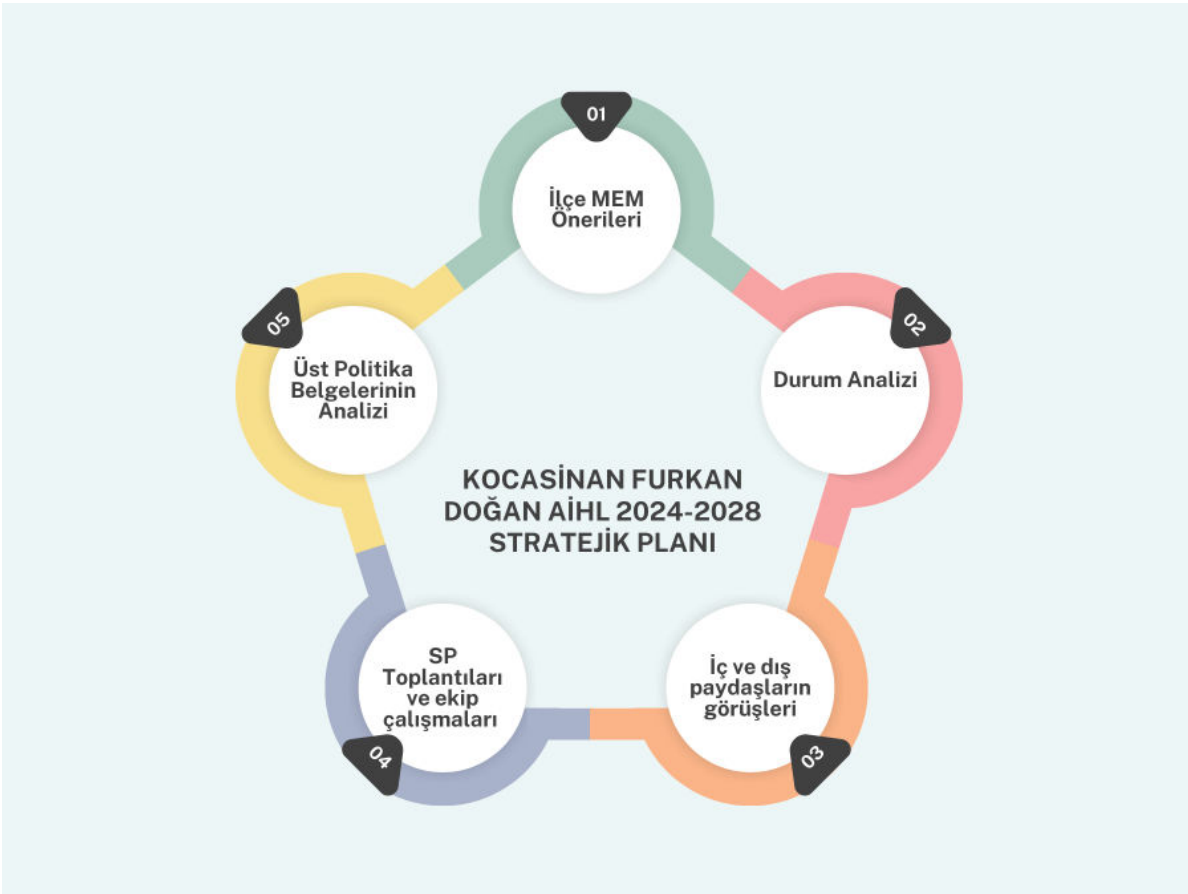 01
İlçe MEM
Önerileri
02
Durum Analizi
03
İç ve dış
paydaşların
görüşleri
04
SP
Toplantıları
ve ekip
çalışmaları
05
Üst Politika
Belgelerinin
Analizi
KOCASİNAN FURKAN
DOĞAN AİHL 2024-2028
STRATEJİK PLANI